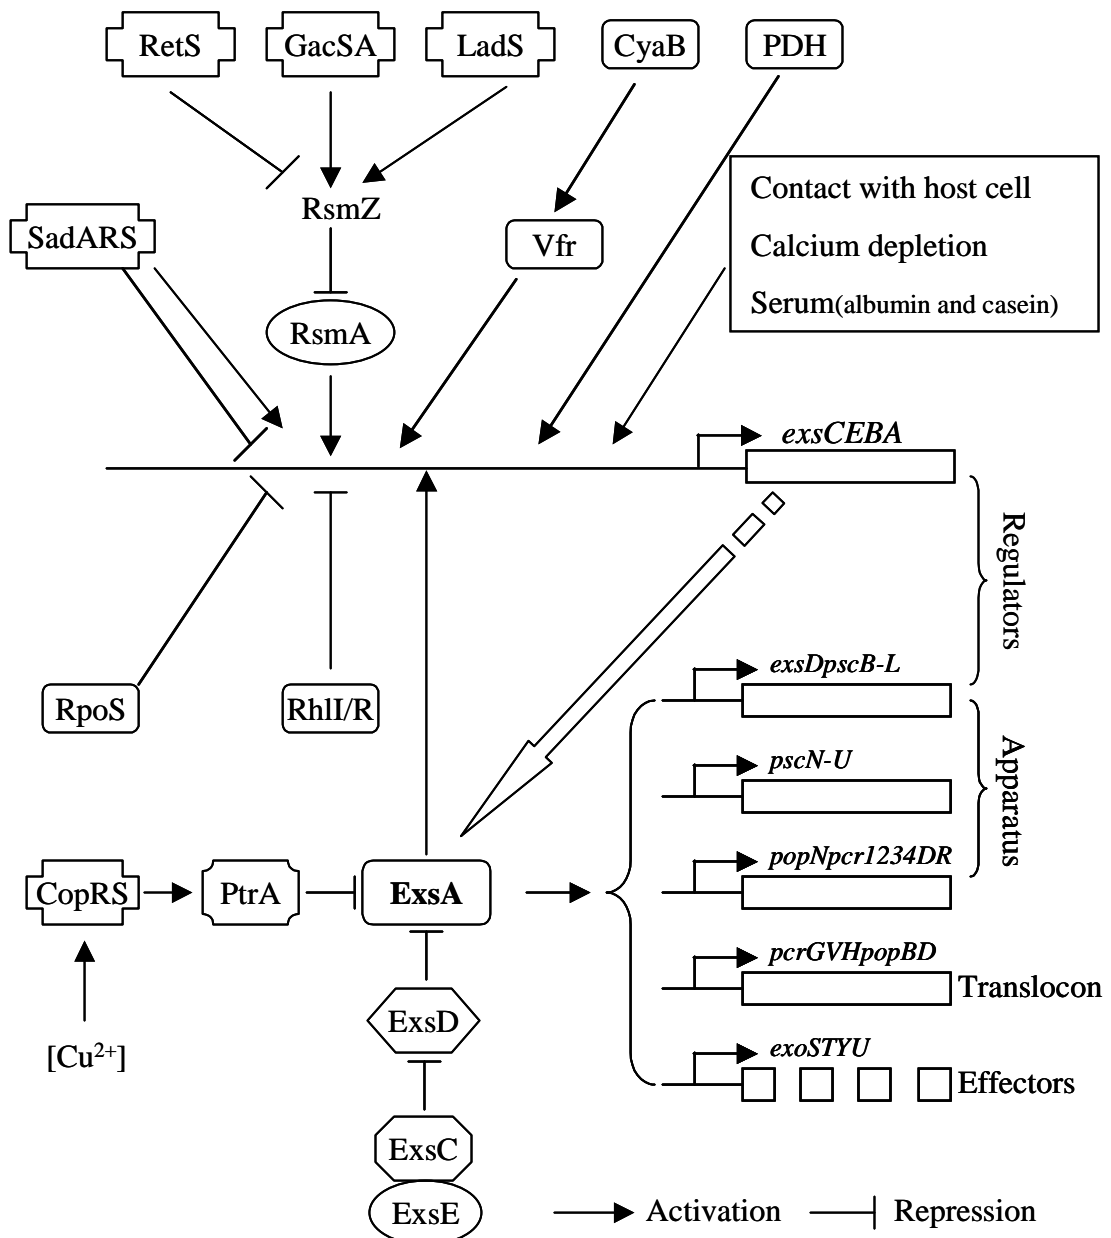 RetS
GacSA
LadS
CyaB
PDH
RsmZ
SadARS
Vfr
Contact with host cell
Calcium depletion
Serum(albumin and casein)
RsmA
exsCEBA
Regulators
RpoS
RhlI/R
exsDpscB-L
pscN-U
Apparatus
popNpcr1234DR
CopRS
PtrA
ExsA
pcrGVHpopBD
Translocon
ExsD
[Cu²⁺]
exoSTYU
Effectors
ExsC
ExsE
Activation
Repression